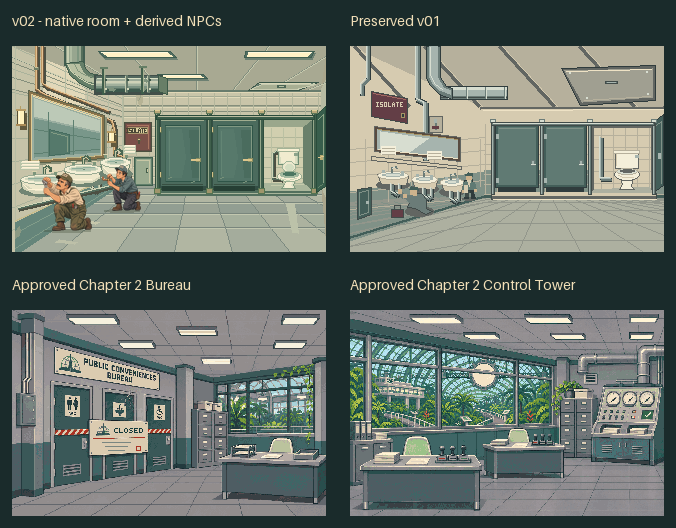 v02 - native room + derived NPCs
Preserved v01
ISOLATE
ISOLATE
Approved Chapter 2 Bureau
Approved Chapter 2 Control Tower
PUBLIC CONVENIENCES
BUREAU
CLOSED